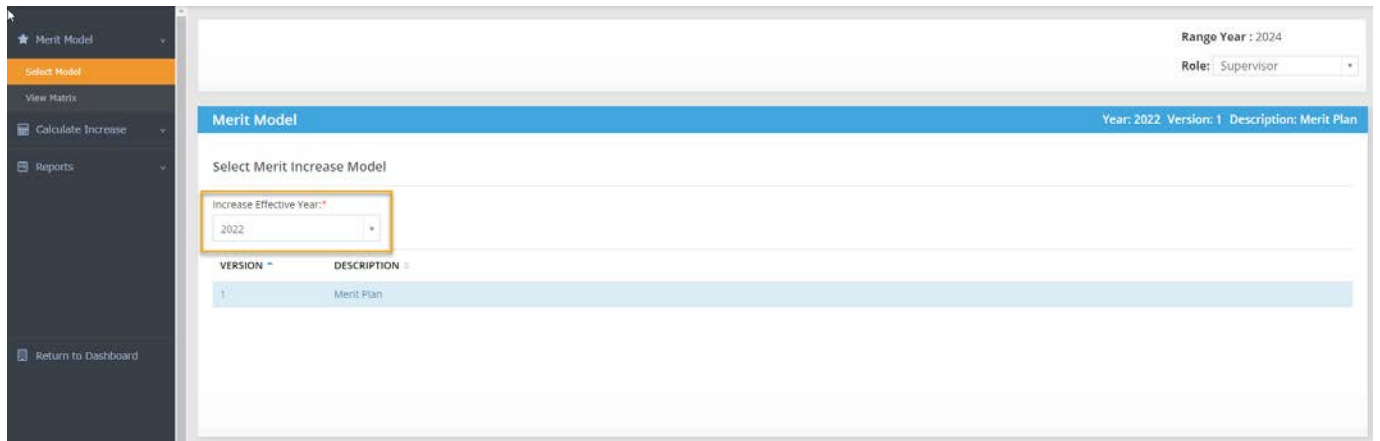 Merit Model
Select Model
View Matrix
Calculate Increase
Reports
Return to Dashboard
Range Year : 2024
Role: Supervisor
Merit Model
Year: 2022 Version: 1 Description: Merit Plan
Select Merit Increase Model
Increase Effective Year:*
2022
VERSION DESCRIPTION
1 Merit Plan